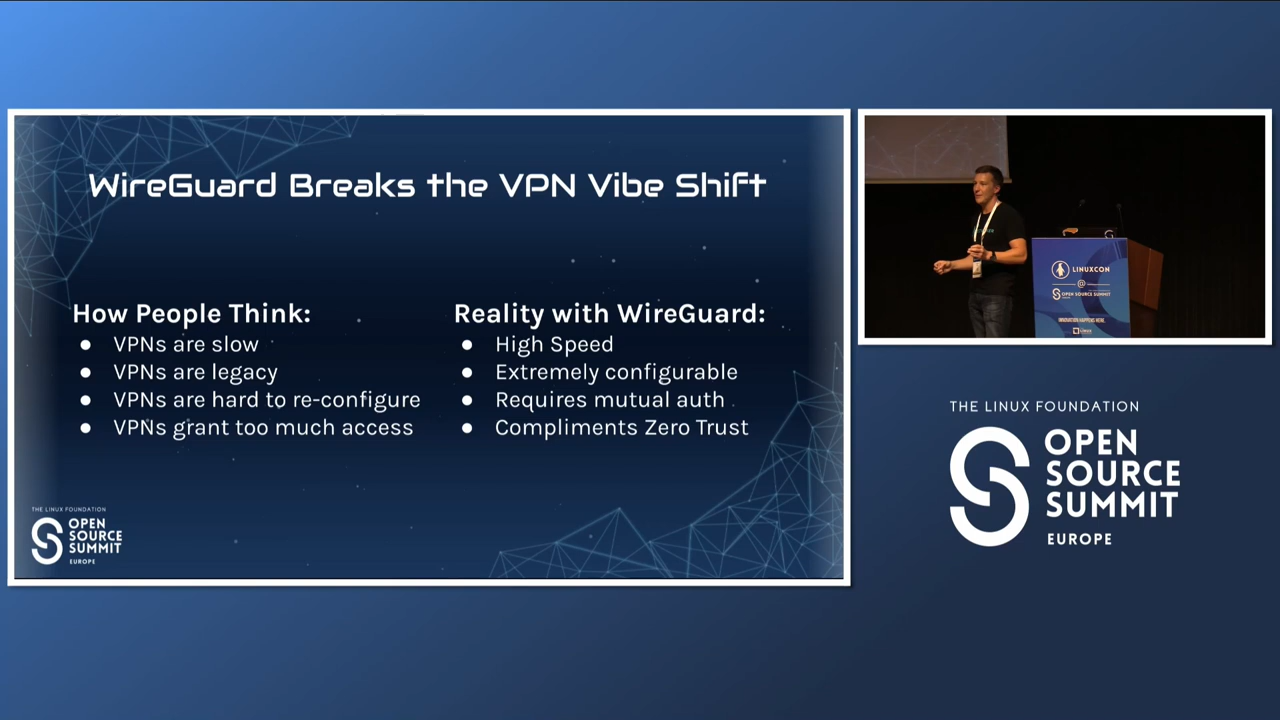 WireGuard Breaks the VPN Vibe Shift
How People Think:
● VPNs are slow
● VPNs are legacy
● VPNs are hard to re-configure
● VPNs grant too much access
Reality with WireGuard:
● High Speed
● Extremely configurable
● Requires mutual auth
● Compliments Zero Trust
THE LINUX FOUNDATION
OPEN
SOURCE
SUMMIT
EUROPE
LINUXCON
@
OPEN SOURCE SUMMIT
INNOVATION HAPPENS HERE.
THE LINUX FOUNDATION
OPEN
SOURCE
SUMMIT
EUROPE